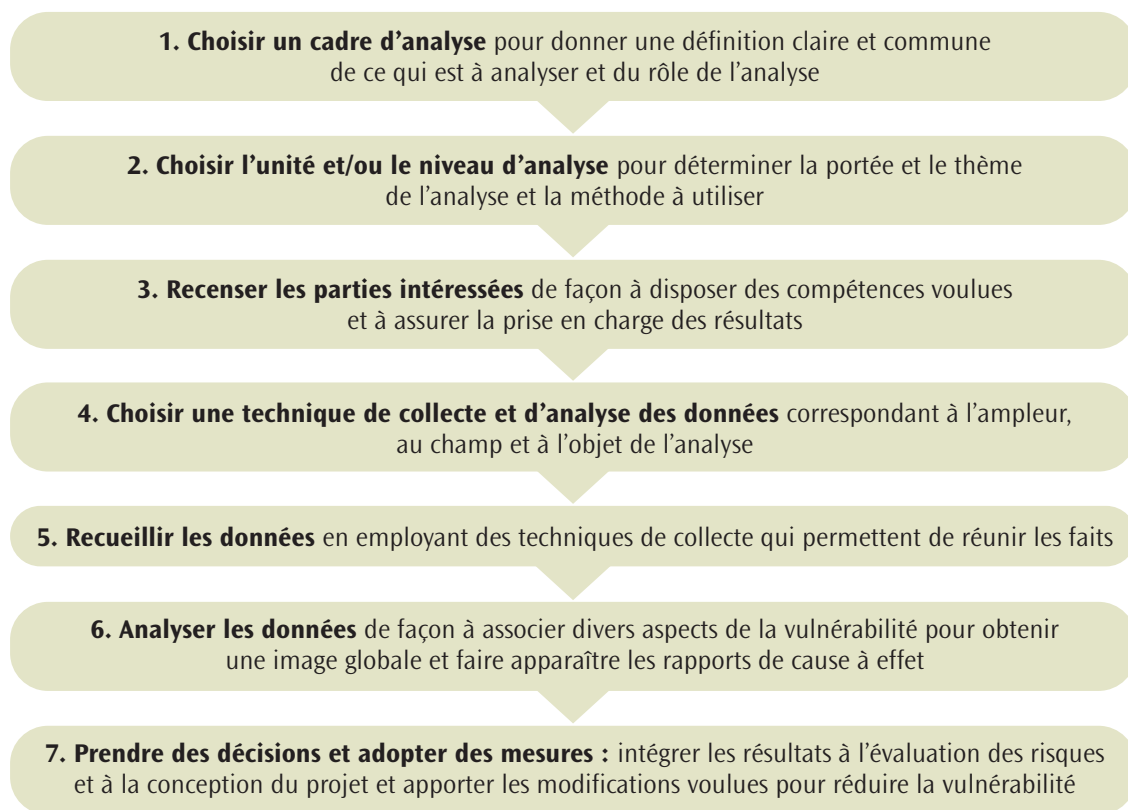 1. Choisir un cadre d’analyse pour donner une définition claire et commune
de ce qui est à analyser et du rôle de l’analyse
2. Choisir l’unité et/ou le niveau d’analyse pour déterminer la portée et le thème
de l’analyse et la méthode à utiliser
3. Recenser les parties intéressées de façon à disposer des compétences voulues
et à assurer la prise en charge des résultats
4. Choisir une technique de collecte et d’analyse des données correspondant à l’ampleur,
au champ et à l’objet de l’analyse
5. Recueillir les données en employant des techniques de collecte qui permettent de réunir les faits
6. Analyser les données de façon à associer divers aspects de la vulnérabilité pour obtenir
une image globale et faire apparaître les rapports de cause à effet
7. Prendre des décisions et adopter des mesures : intégrer les résultats à l’évaluation des risques
et à la conception du projet et apporter les modifications voulues pour réduire la vulnérabilité